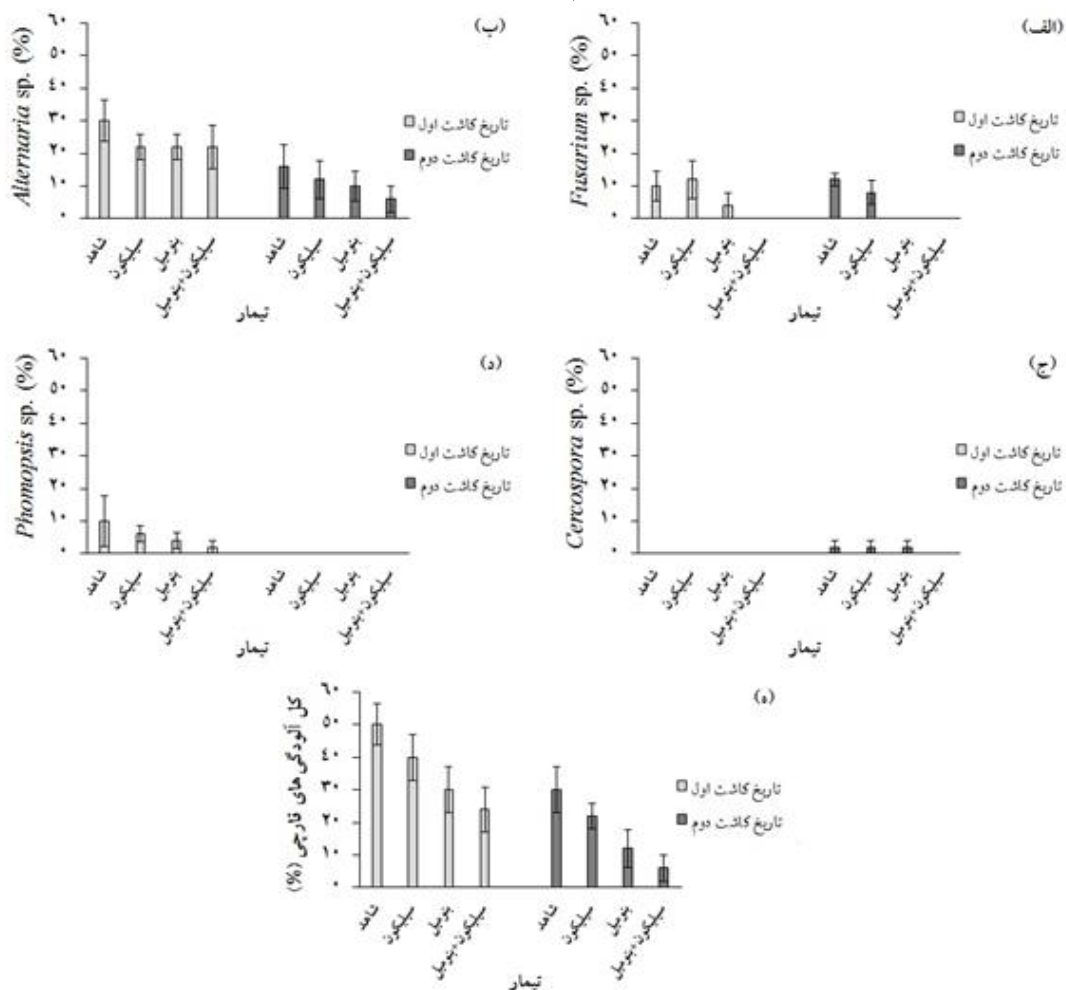 (الف)
Fusarium sp. (%)
۶۰
۵۰
۴۰
۳۰
۲۰
۱۰
۰
تاریخ کاشت اول
تاریخ کاشت دوم
شاهد
سیلیکون
بنومیل
سیلیکون+بنومیل
شاهد
سیلیکون
بنومیل
سیلیکون+بنومیل
تیمار
(ب)
Alternaria sp. (%)
۶۰
۵۰
۴۰
۳۰
۲۰
۱۰
۰
تاریخ کاشت اول
تاریخ کاشت دوم
شاهد
سیلیکون
بنومیل
سیلیکون+بنومیل
شاهد
سیلیکون
بنومیل
سیلیکون+بنومیل
تیمار
(ج)
Cercospora sp. (%)
۶۰
۵۰
۴۰
۳۰
۲۰
۱۰
۰
تاریخ کاشت اول
تاریخ کاشت دوم
شاهد
سیلیکون
بنومیل
سیلیکون+بنومیل
شاهد
سیلیکون
بنومیل
سیلیکون+بنومیل
تیمار
(د)
Phomopsis sp. (%)
۶۰
۵۰
۴۰
۳۰
۲۰
۱۰
۰
تاریخ کاشت اول
تاریخ کاشت دوم
شاهد
سیلیکون
بنومیل
سیلیکون+بنومیل
شاهد
سیلیکون
بنومیل
سیلیکون+بنومیل
تیمار
(ه)
کل آلودگی‌های قارچی (%)
۶۰
۵۰
۴۰
۳۰
۲۰
۱۰
۰
تاریخ کاشت اول
تاریخ کاشت دوم
شاهد
سیلیکون
بنومیل
سیلیکون+بنومیل
شاهد
سیلیکون
بنومیل
سیلیکون+بنومیل
تیمار